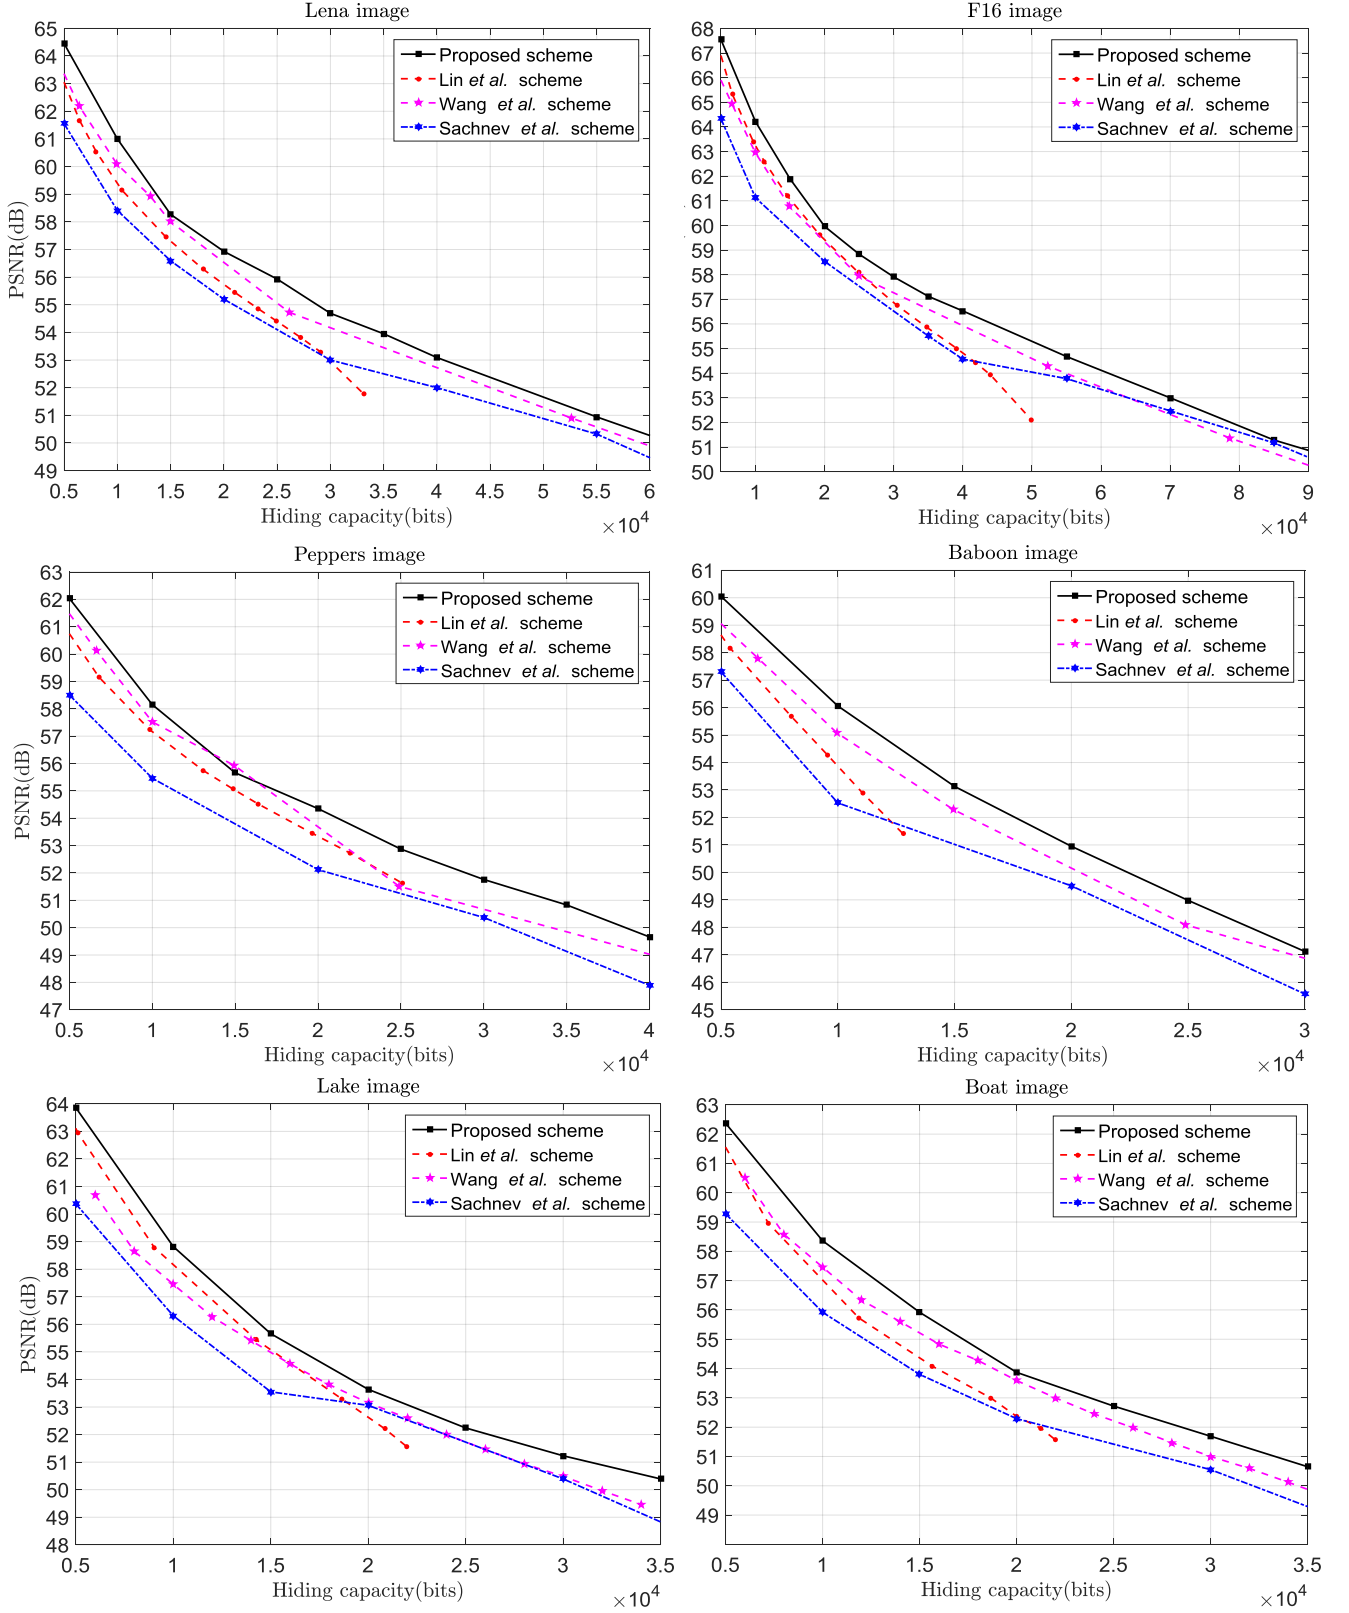 Lena image
65
64
63
62
61
60
59
58
57
56
55
54
53
52
51
50
49
PSNR(dB)
Proposed scheme
Lin et al. scheme
Wang et al. scheme
Sachnev et al. scheme
0.5 1 1.5 2 2.5 3 3.5 4 4.5 5 5.5 6
Hiding capacity(bits)
×10^4
F16 image
68
67
66
65
64
63
62
61
60
59
58
57
56
55
54
53
52
51
50
Proposed scheme
Lin et al. scheme
Wang et al. scheme
Sachnev et al. scheme
1 2 3 4 5 6 7 8 9
Hiding capacity(bits)
×10^4
Peppers image
63
62
61
60
59
58
57
56
55
54
53
52
51
50
49
48
47
PSNR(dB)
Proposed scheme
Lin et al. scheme
Wang et al. scheme
Sachnev et al. scheme
0.5 1 1.5 2 2.5 3 3.5 4
Hiding capacity(bits)
×10^4
Baboon image
61
60
59
58
57
56
55
54
53
52
51
50
49
48
47
46
45
Proposed scheme
Lin et al. scheme
Wang et al. scheme
Sachnev et al. scheme
0.5 1 1.5 2 2.5 3
Hiding capacity(bits)
×10^4
Lake image
64
63
62
61
60
59
58
57
56
55
54
53
52
51
50
49
48
PSNR(dB)
Proposed scheme
Lin et al. scheme
Wang et al. scheme
Sachnev et al. scheme
0.5 1 1.5 2 2.5 3 3.5
Hiding capacity(bits)
×10^4
Boat image
63
62
61
60
59
58
57
56
55
54
53
52
51
50
49
Proposed scheme
Lin et al. scheme
Wang et al. scheme
Sachnev et al. scheme
0.5 1 1.5 2 2.5 3 3.5
Hiding capacity(bits)
×10^4